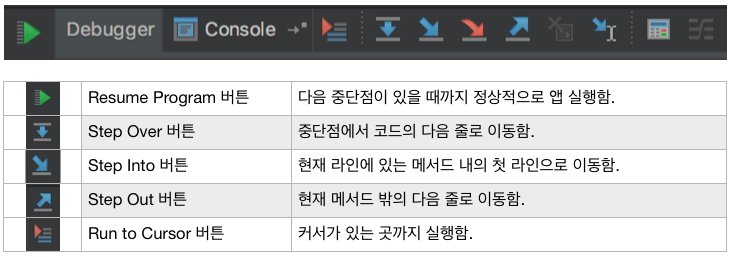 Debugger Console
Resume Program 버튼 다음 중단점이 있을 때까지 정상적으로 앱 실행함.
Step Over 버튼 중단점에서 코드의 다음 줄로 이동함.
Step Into 버튼 현재 라인에 있는 메서드 내의 첫 라인으로 이동함.
Step Out 버튼 현재 메서드 밖의 다음 줄로 이동함.
Run to Cursor 버튼 커서가 있는 곳까지 실행함.